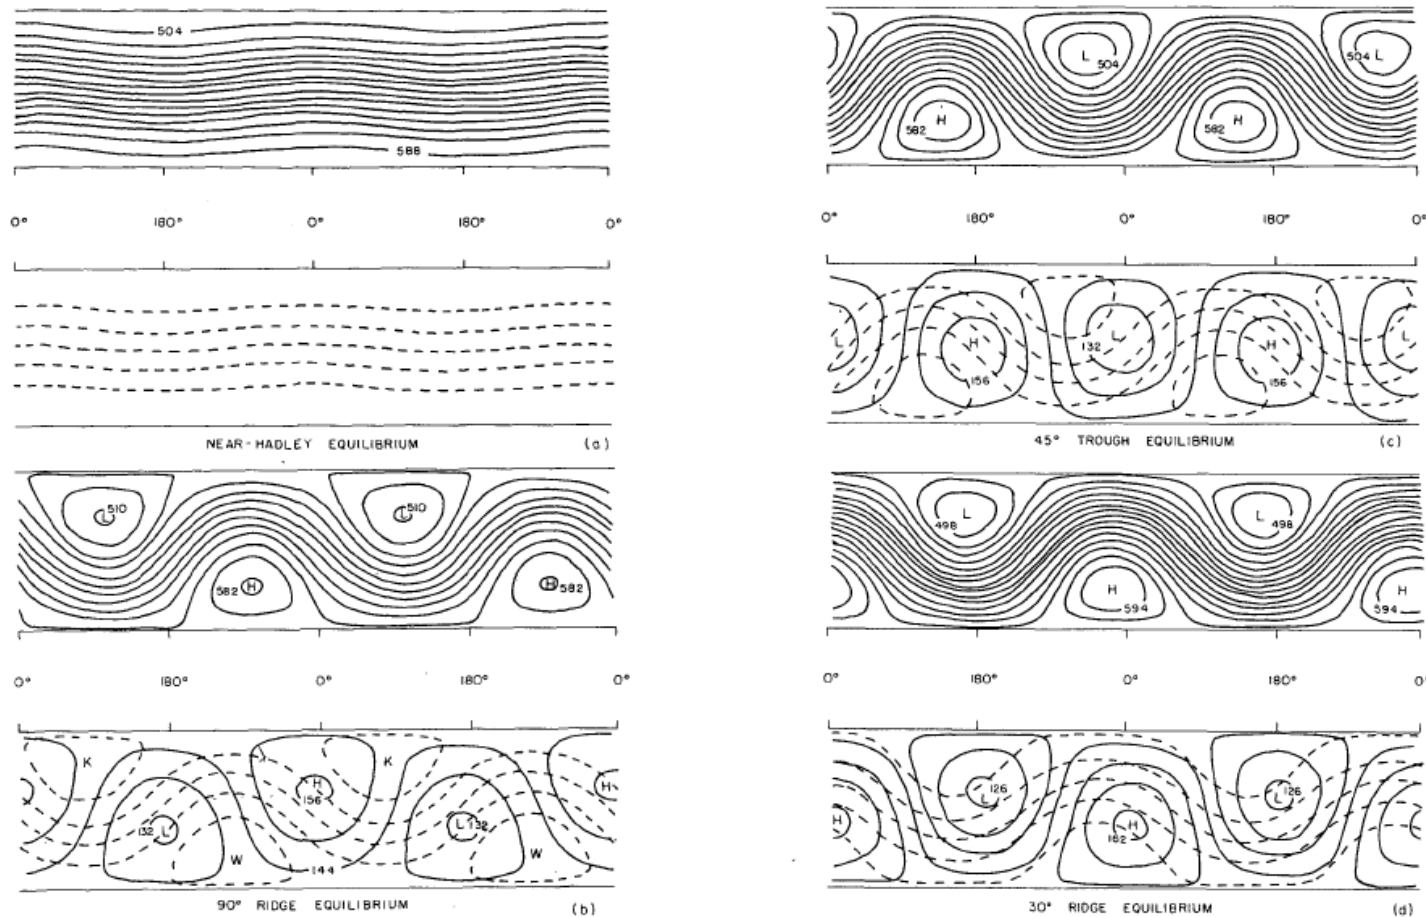 504
588
0° 180° 0° 180° 0°
NEAR-HADLEY EQUILIBRIUM (a)
L 510 L 510
582 H H 582
0° 180° 0° 180° 0°
K H K H
156
132 L L 132
W W
144
90° RIDGE EQUILIBRIUM (b)
L 504 504 L
H H
582 582
0° 180° 0° 180° 0°
L L L
H 132 H
156 156
45° TROUGH EQUILIBRIUM (c)
L L
498 498
H H
594 594
0° 180° 0° 180° 0
126 126
L L
H H
162
30° RIDGE EQUILIBRIUM (d)